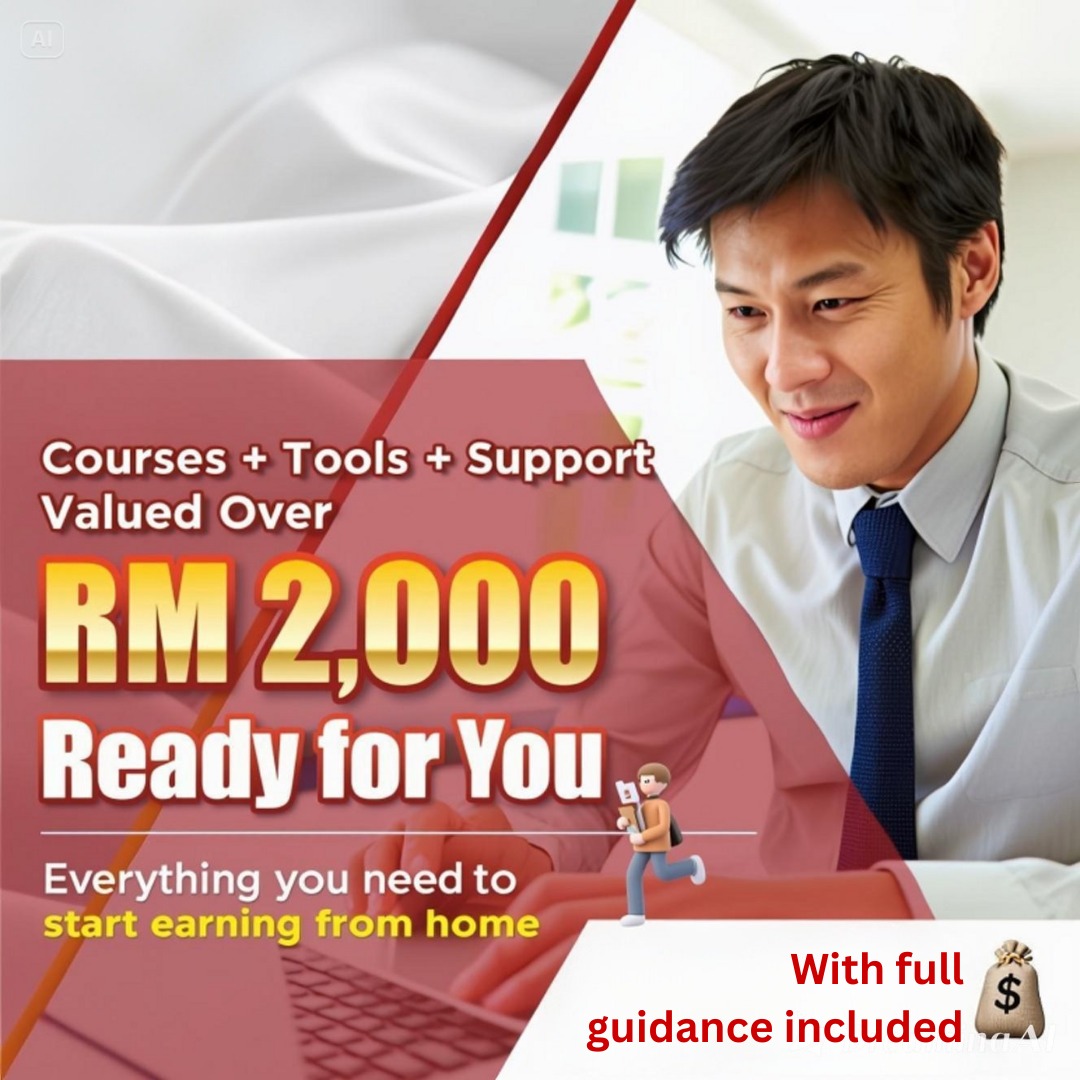 AI
Courses + Tools + Support
Valued Over
RM 2,000
Ready for You
Everything you need to
start earning from home
With full
guidance included
$